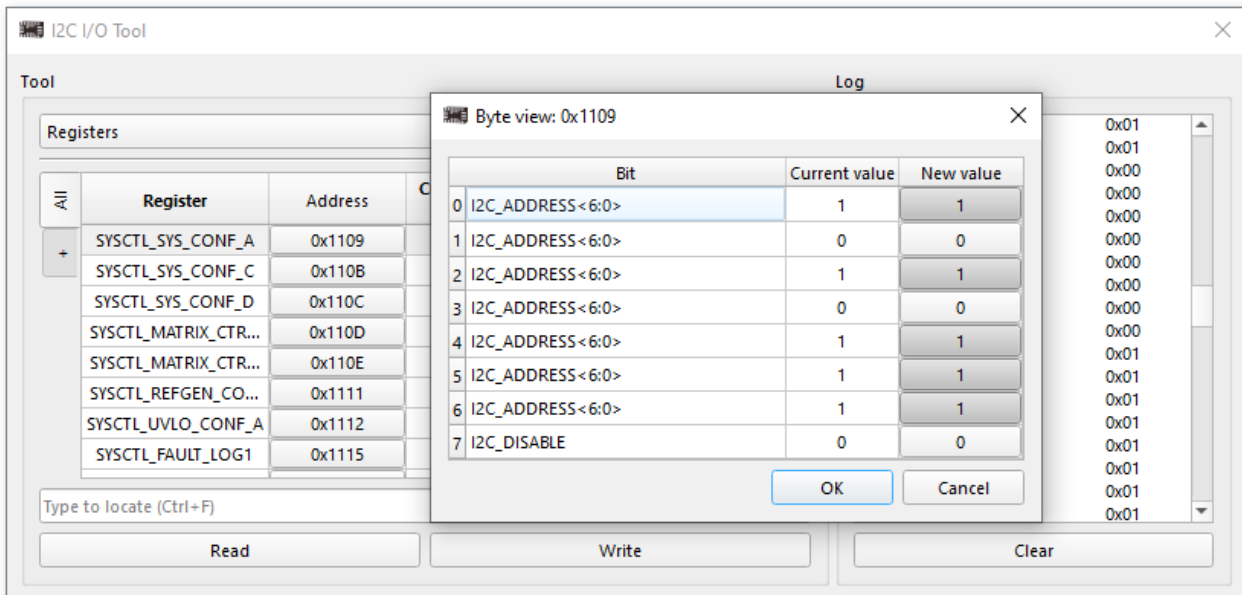 I2C I/O Tool
Tool
Registers
All
+
Register Address C
SYSCTL_SYS_CONF_A 0x1109
SYSCTL_SYS_CONF_C 0x110B
SYSCTL_SYS_CONF_D 0x110C
SYSCTL_MATRIX_CTR... 0x110D
SYSCTL_MATRIX_CTR... 0x110E
SYSCTL_REFGEN_CO... 0x1111
SYSCTL_UVLO_CONF_A 0x1112
SYSCTL_FAULT_LOG1 0x1115
Type to locate (Ctrl+F)
Read Write
Byte view: 0x1109
Bit Current value New value
0 I2C_ADDRESS<6:0> 1 1
1 I2C_ADDRESS<6:0> 0 0
2 I2C_ADDRESS<6:0> 1 1
3 I2C_ADDRESS<6:0> 0 0
4 I2C_ADDRESS<6:0> 1 1
5 I2C_ADDRESS<6:0> 1 1
6 I2C_ADDRESS<6:0> 1 1
7 I2C_DISABLE 0 0
OK Cancel
Log
0x01
0x01
0x00
0x00
0x00
0x00
0x00
0x00
0x00
0x00
0x01
0x01
0x01
0x01
0x01
0x01
0x01
0x01
Clear